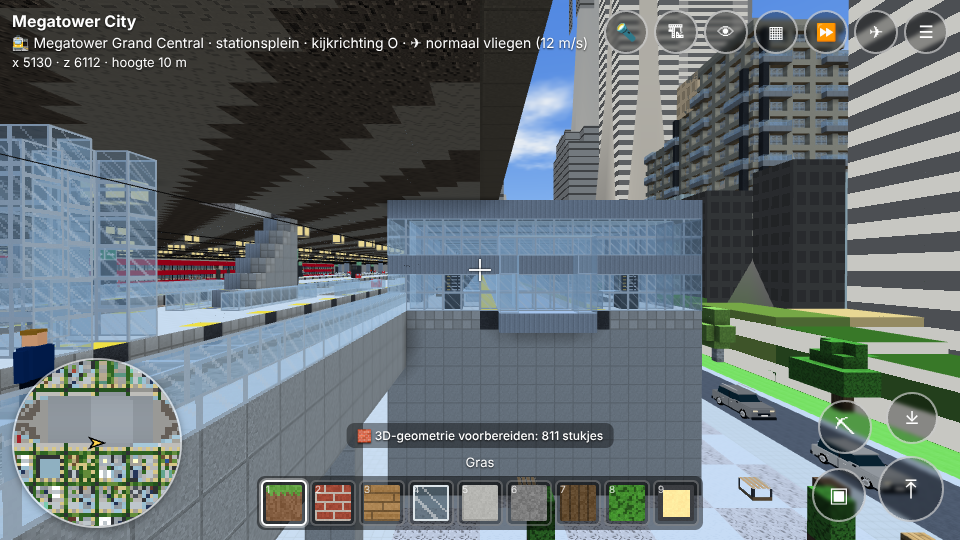 Megatower City
🚉 Megatower Grand Central · stationsplein · kijkrichting O · ✈ normaal vliegen (12 m/s)
x 5130 · z 6112 · hoogte 10 m
🧱 3D-geometrie voorbereiden: 811 stukjes
Gras
1 2 3 4 5 6 7 8 9